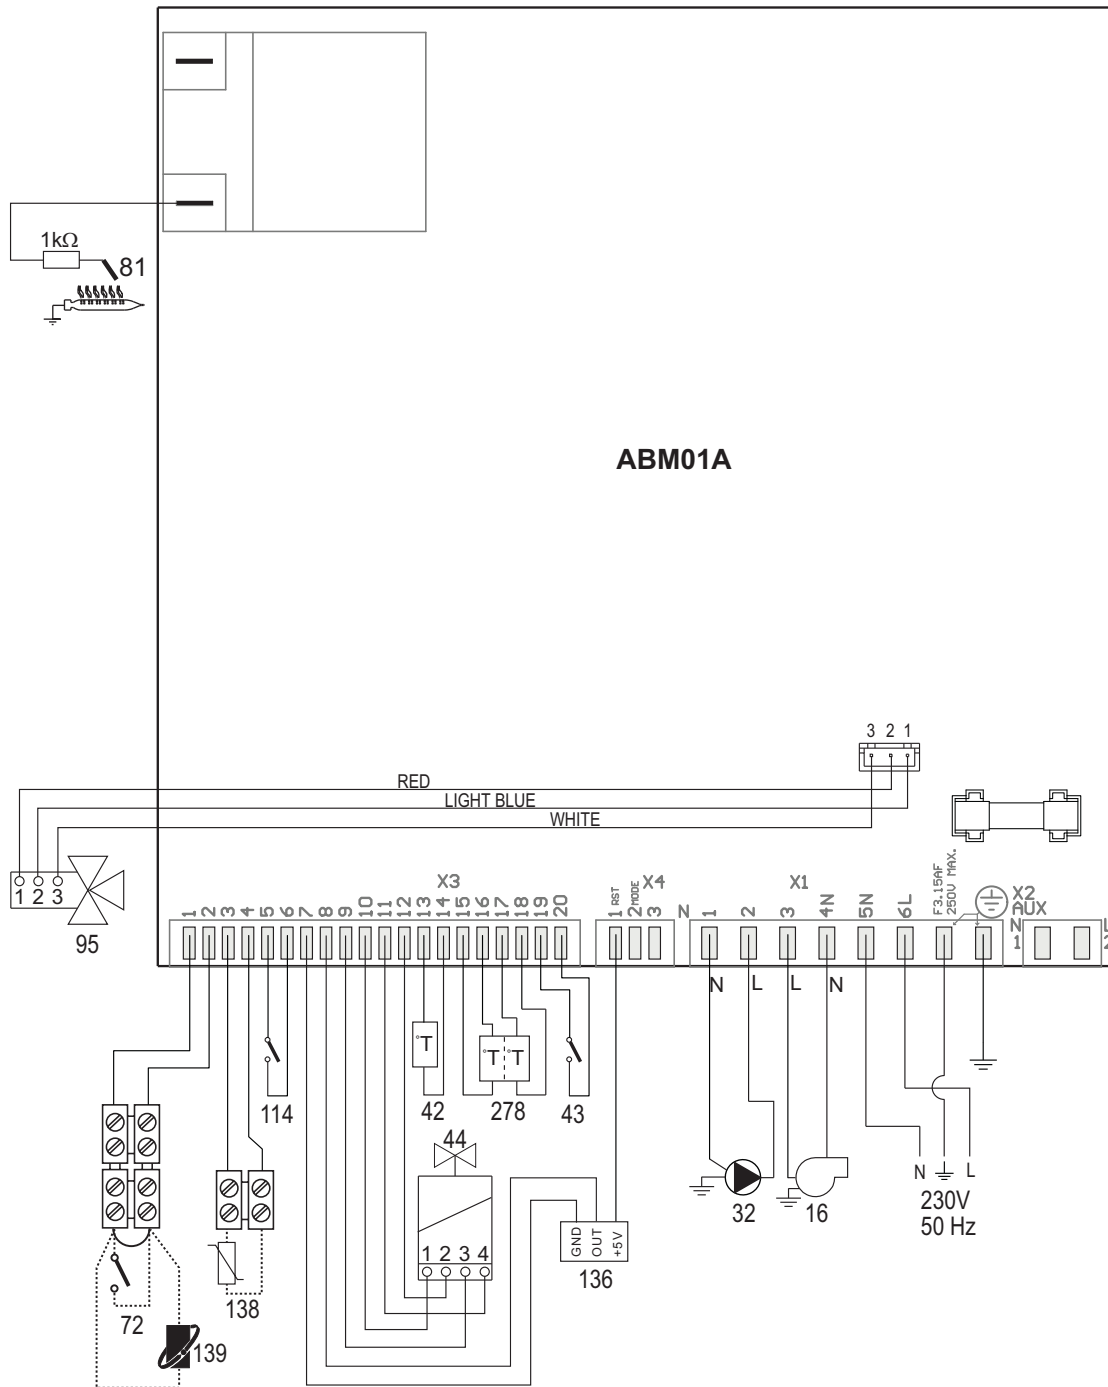 1kΩ
81
ABM01A
3 2 1
RED
LIGHT BLUE
WHITE
1 2 3
95
X3
1 2 3 4 5 6 7 8 9 10 11 12 13 14 15 16 17 18 19 20
X4
1 RST
2 MODE
3
N
X1
1 2 3 4N 5N 6L
F3.15AF
250V MAX.
X2
AUX
N
1
L
2
N L L N
°T
°T °T
114
42
278
43
44
1 2 3 4
GND
OUT
+5V
136
32
16
N L
230V
50 Hz
72
138
139